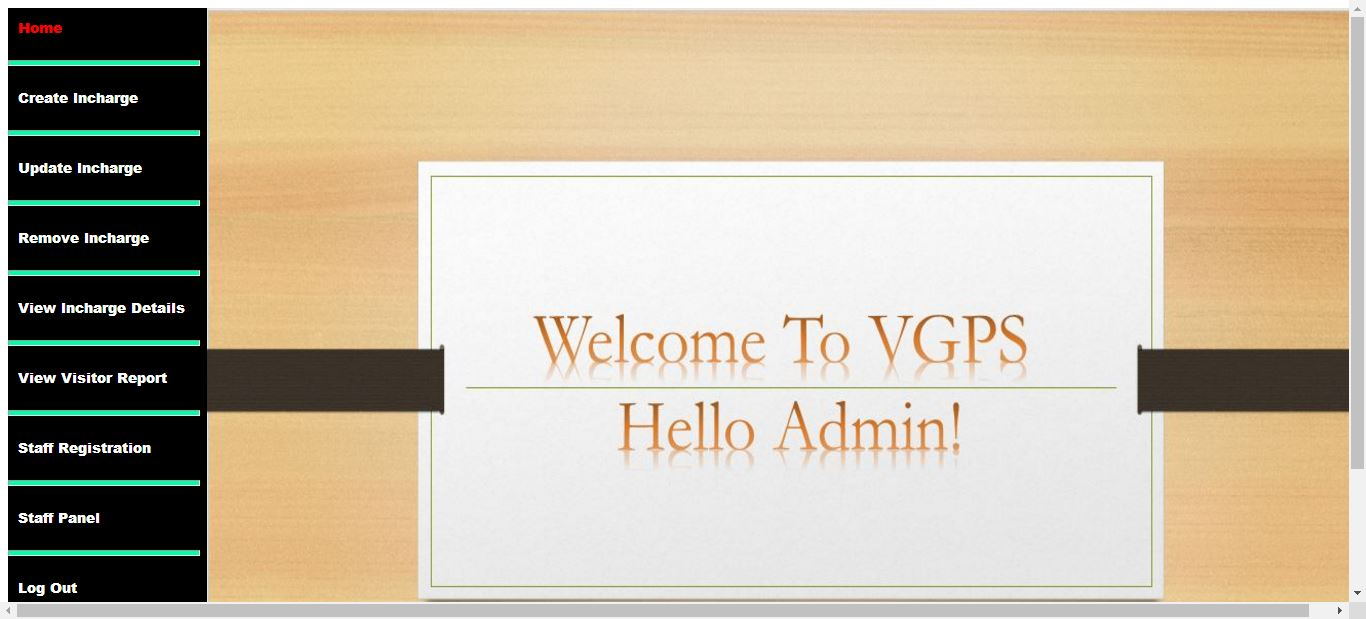 Home
Create Incharge
Update Incharge
Remove Incharge
View Incharge Details
View Visitor Report
Staff Registration
Staff Panel
Log Out
Welcome To VGPS
Hello Admin!